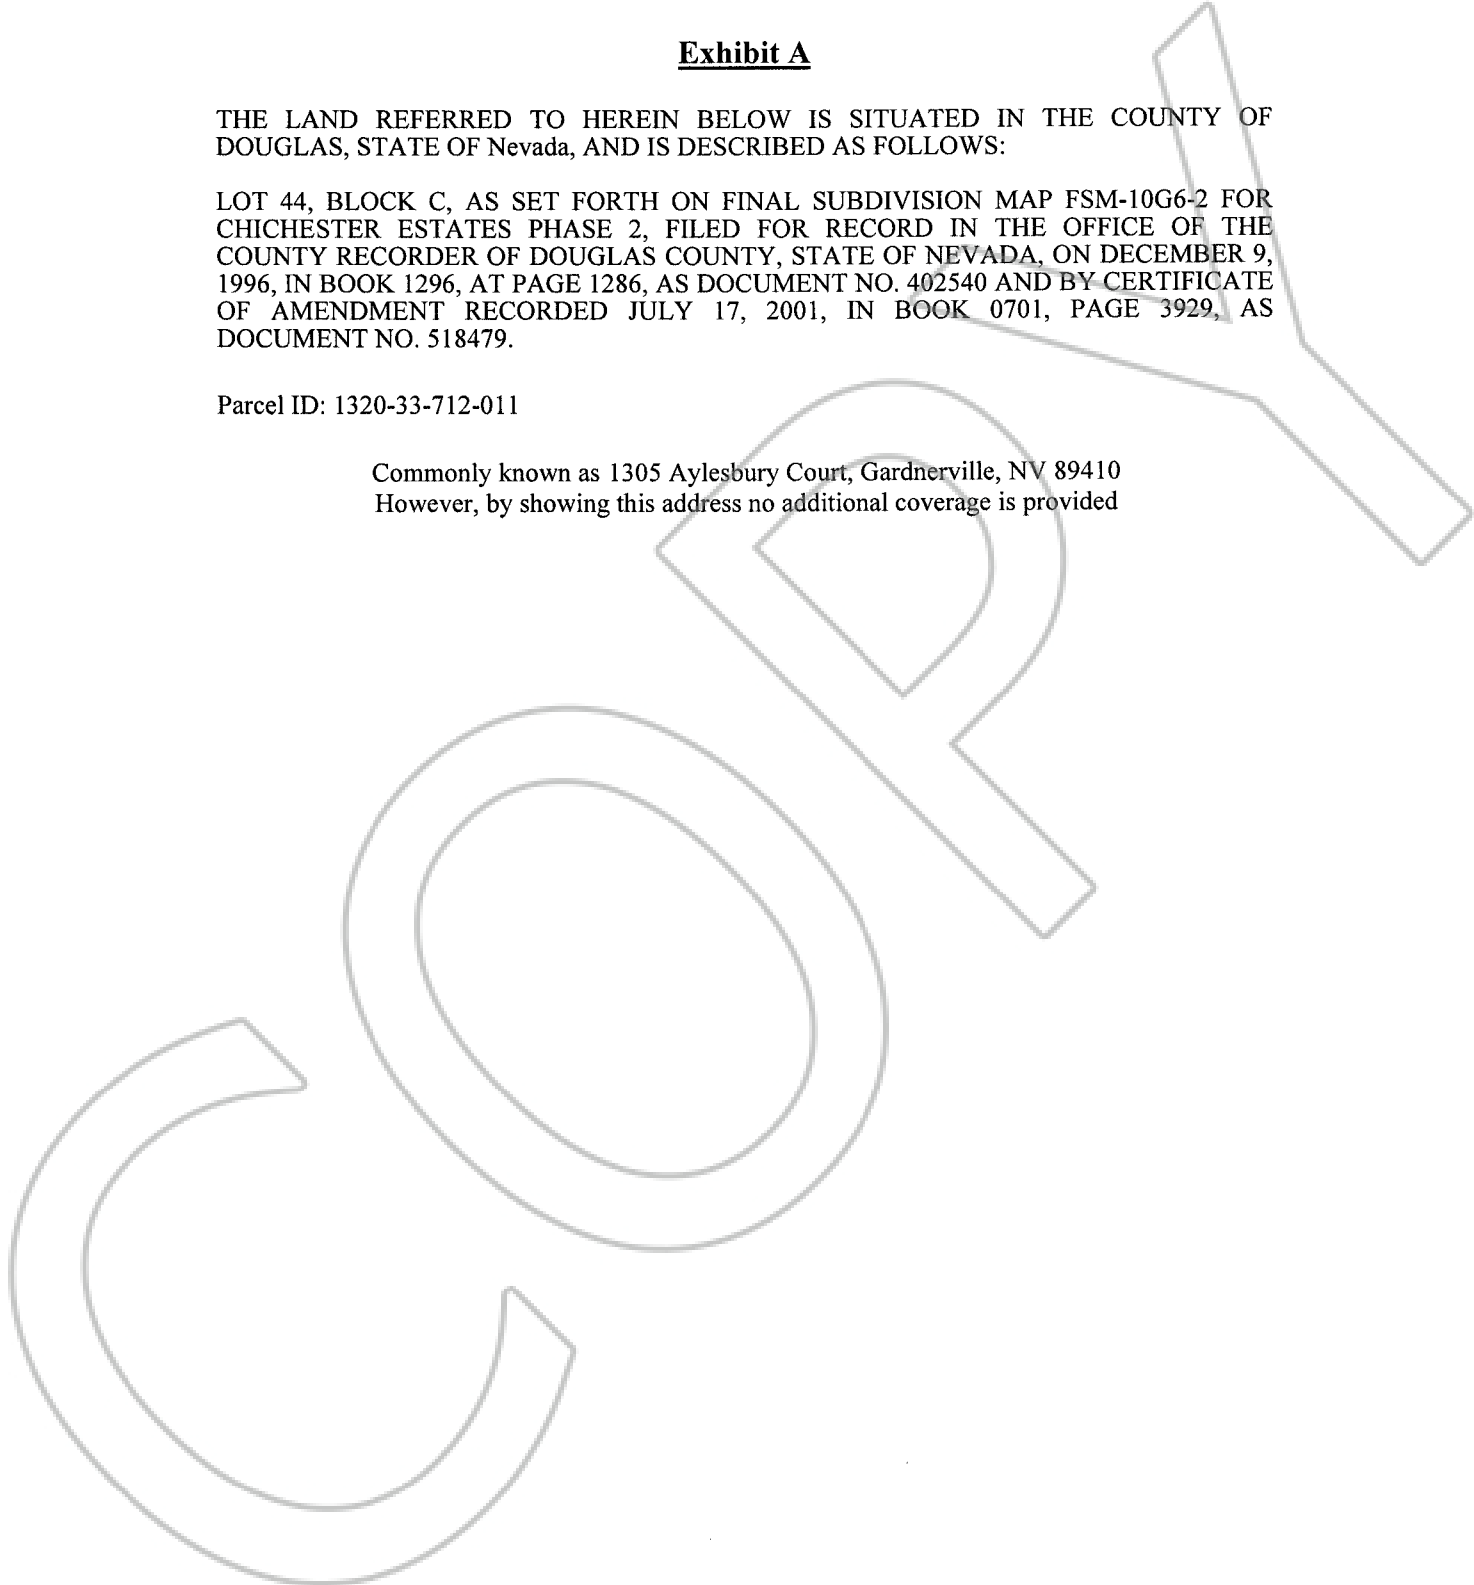 Exhibit A
THE LAND REFERRED TO HEREIN BELOW IS SITUATED IN THE COUNTY OF
DOUGLAS, STATE OF Nevada, AND IS DESCRIBED AS FOLLOWS:
LOT 44, BLOCK C, AS SET FORTH ON FINAL SUBDIVISION MAP FSM-10G6-2 FOR
CHICHESTER ESTATES PHASE 2, FILED FOR RECORD IN THE OFFICE OF THE
COUNTY RECORDER OF DOUGLAS COUNTY, STATE OF NEVADA, ON DECEMBER 9,
1996, IN BOOK 1296, AT PAGE 1286, AS DOCUMENT NO. 402540 AND BY CERTIFICATE
OF AMENDMENT RECORDED JULY 17, 2001, IN BOOK 0701, PAGE 3929, AS
DOCUMENT NO. 518479.
Parcel ID: 1320-33-712-011
Commonly known as 1305 Aylesbury Court, Gardnerville, NV 89410
However, by showing this address no additional coverage is provided
COPY